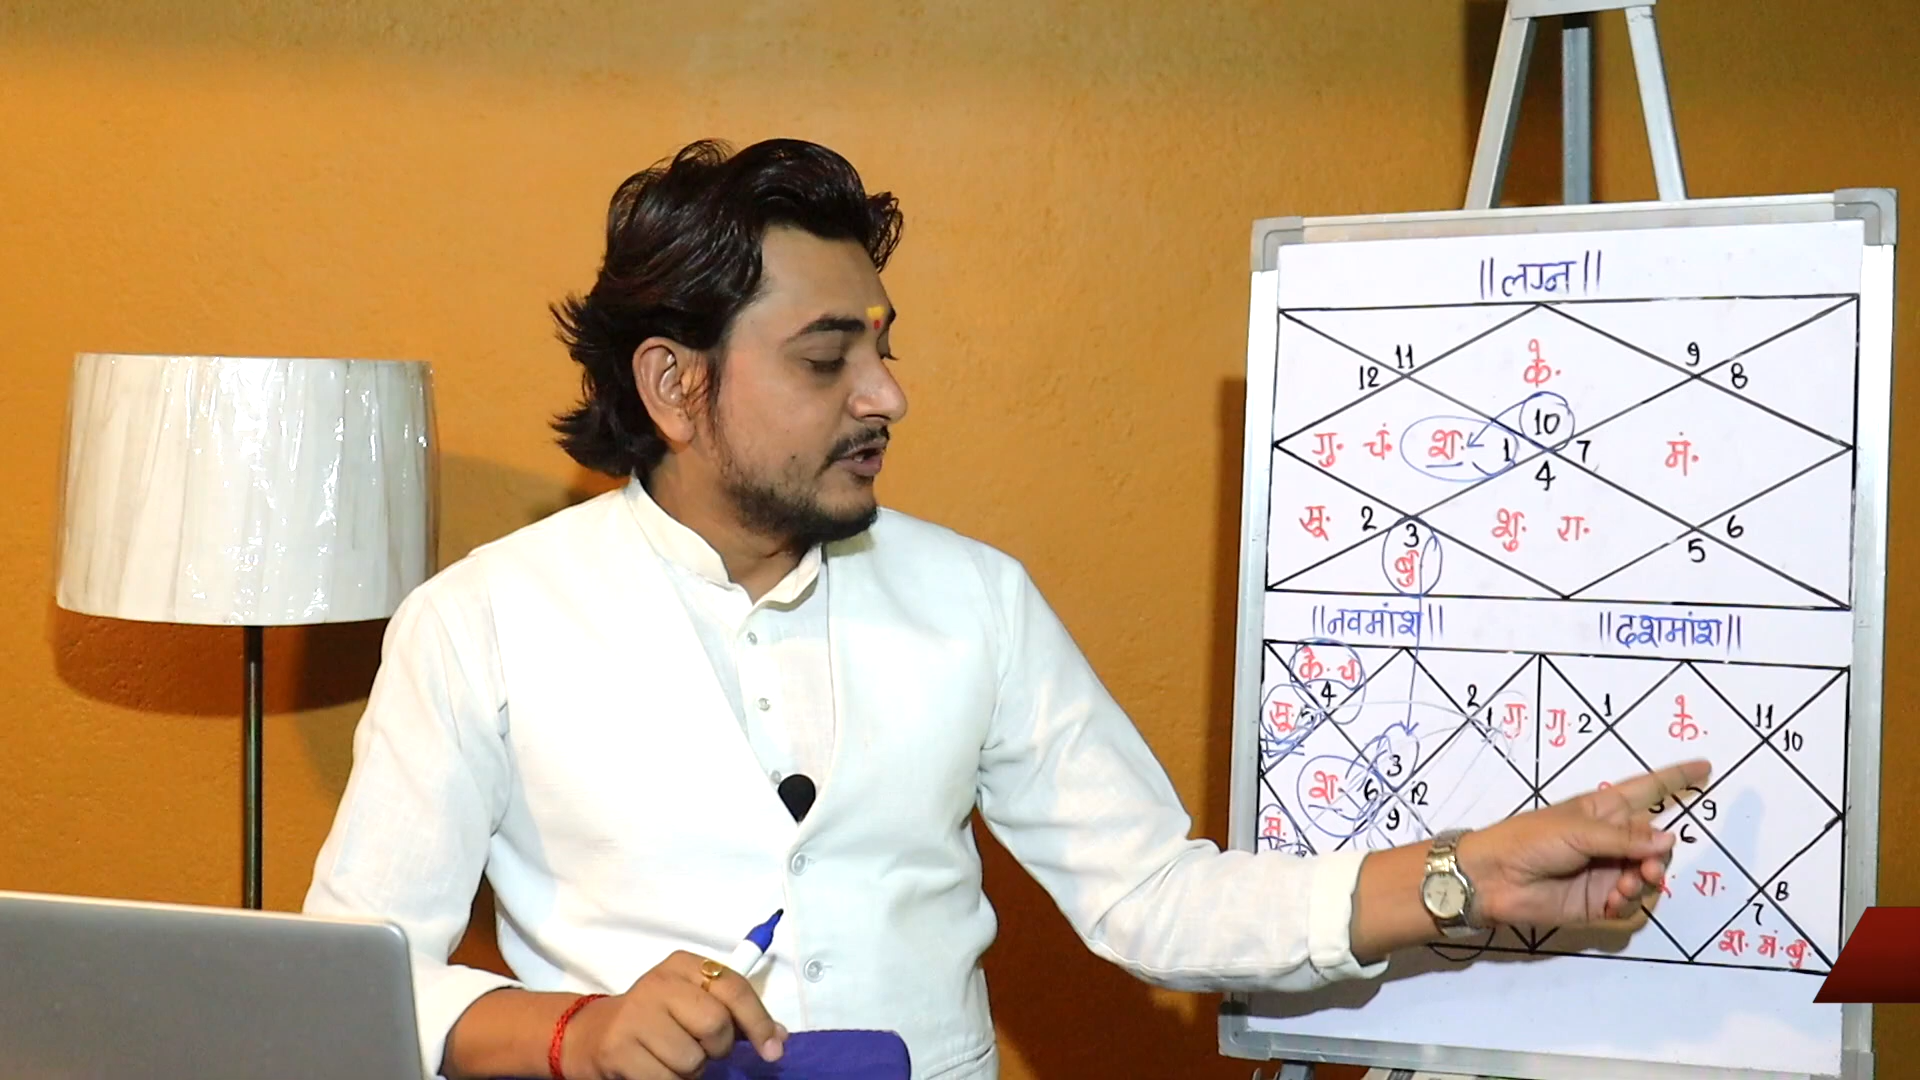 ॥लग्न॥
11 के. 9
12 8
10
गु. चं. श. 1 7 मं.
4
सू. 2 3 शु. रा. 6
बु 5
॥नवमांश॥ ॥दशमांश॥
के. चं 4 2 1 के. 11
सू. 5 1 गु. गु. 2 10
3
श. 6 12 9
मं. 9 6
रा. 8
7
श. मं. बु.